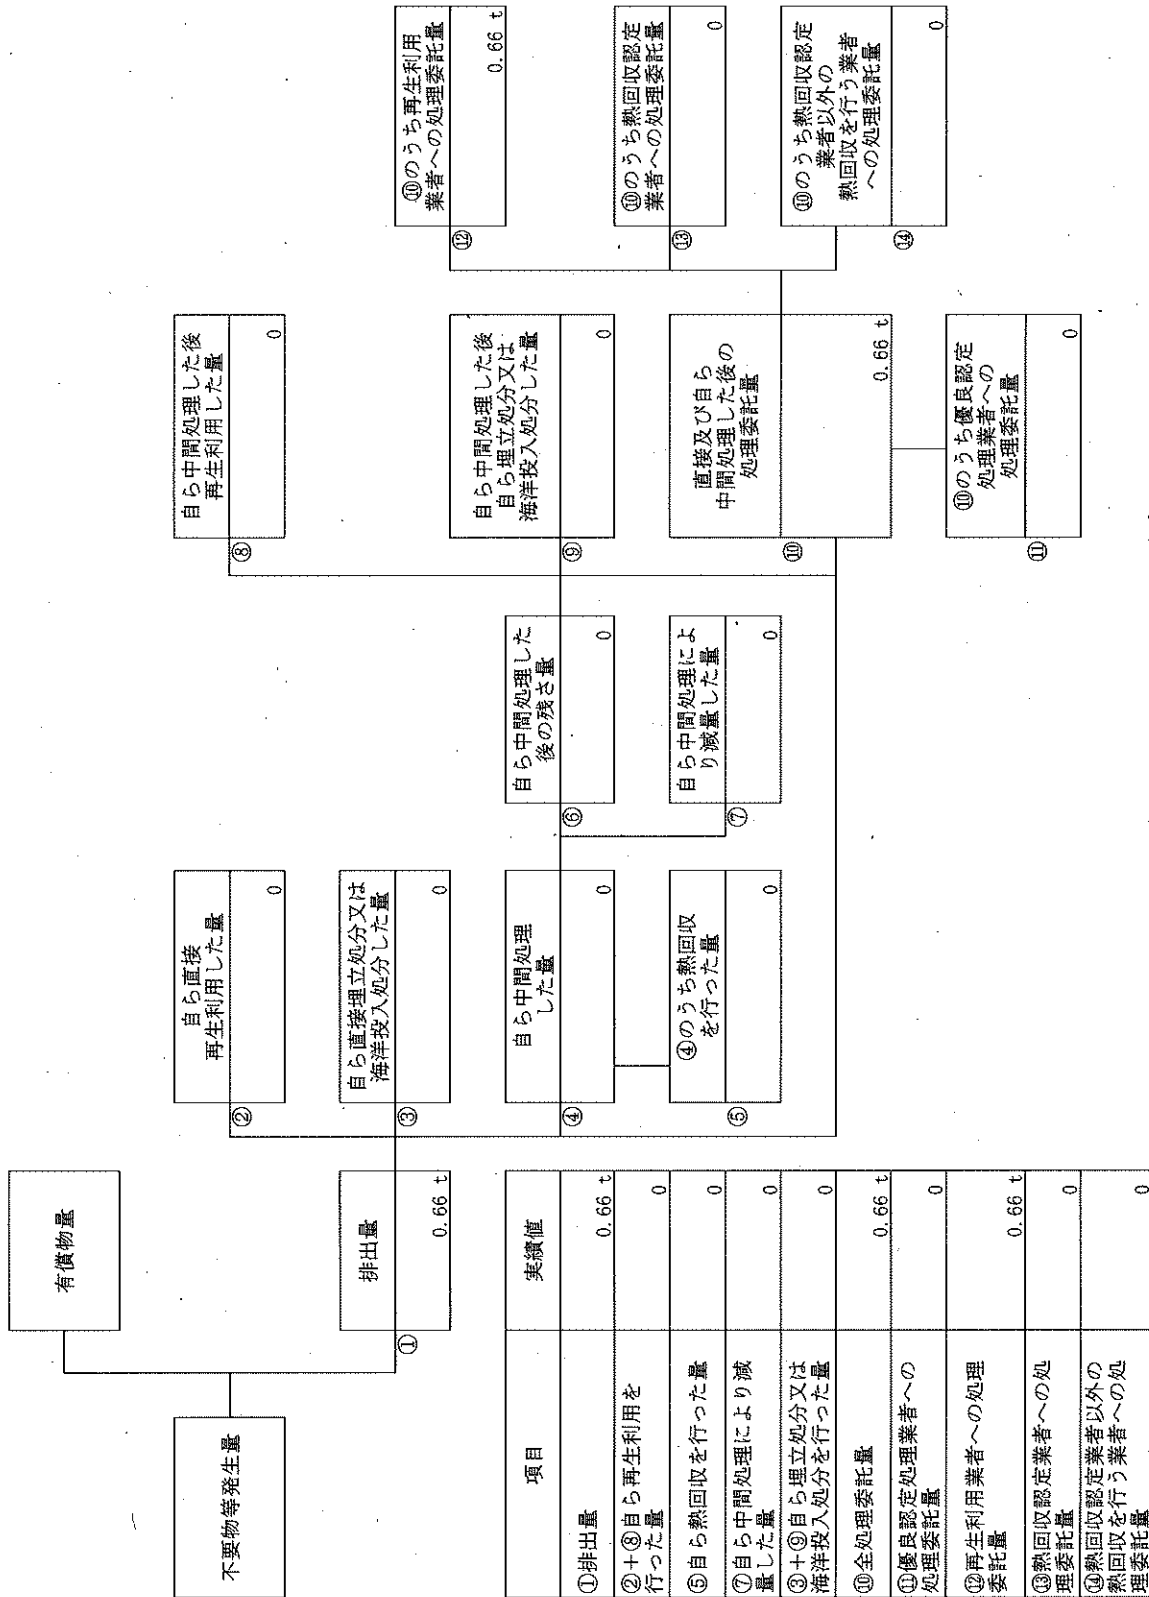 不要物等発生量
有償物量
①
排出量
0.66 t
②
自ら直接
再生利用した量
0
③
自ら直接埋立処分又は
海洋投入処分した量
0
④
自ら中間処理
した量
0
⑤
④のうち熱回収
を行った量
0
⑥
自ら中間処理した
後の残さ量
0
⑦
自ら中間処理によ
り減量した量
0
⑧
自ら中間処理した後
再生利用した量
0
⑨
自ら中間処理した後
自ら埋立処分又は
海洋投入処分した量
0
⑩
直接及び自ら
中間処理した後の
処理委託量
0.66 t
⑪
⑩のうち優良認定
処理業者への
処理委託量
0
⑫
⑩のうち再生利用
業者への処理委託量
0.66 t
⑬
⑩のうち熱回収認定
業者への処理委託量
0
⑭
⑩のうち熱回収認定
業者以外の
熱回収を行う業者
への処理委託量
0
項目
実績値
①排出量
0.66 t
②+⑧自ら再生利用を
行った量
0
⑤自ら熱回収を行った量
0
⑦自ら中間処理により減
量した量
0
③+⑨自ら埋立処分又は
海洋投入処分を行った量
0
⑩全処理委託量
0.66 t
⑪優良認定処理業者への
処理委託量
0
⑫再生利用業者への処理
委託量
0.66 t
⑬熱回収認定業者への処
理委託量
0
⑭熱回収認定業者以外の
熱回収を行う業者への処
理委託量
0